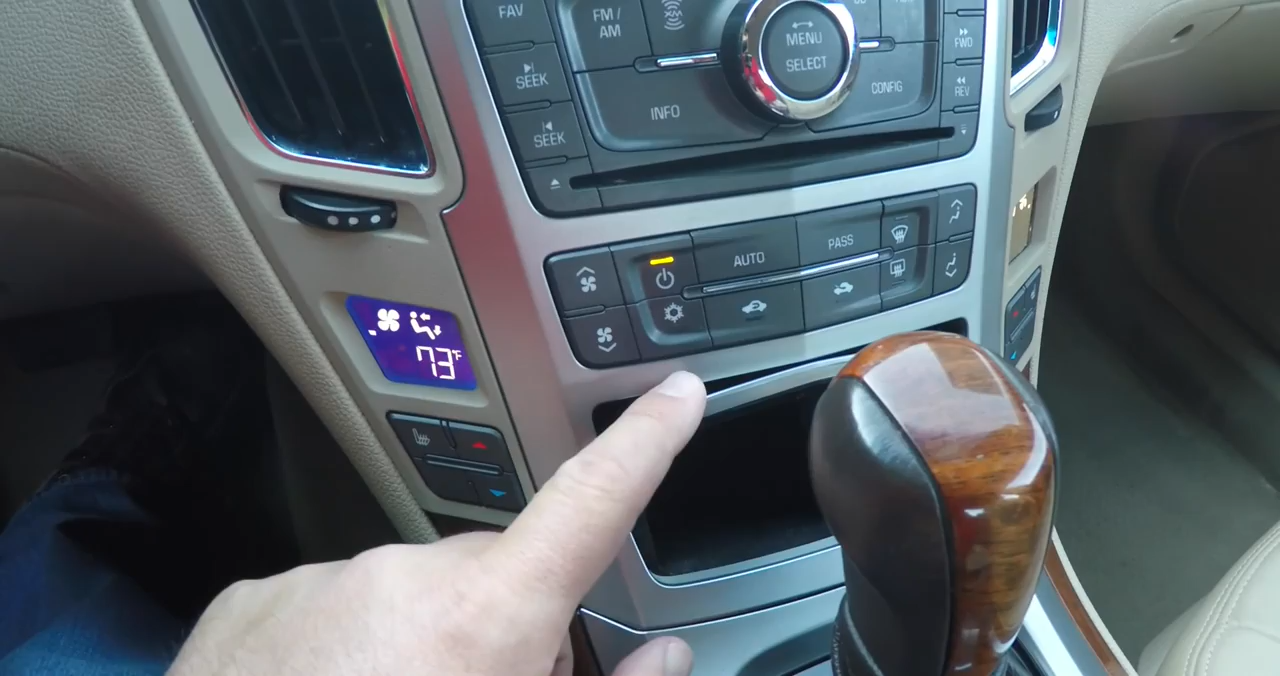 FAV
FM /
AM
MENU
SELECT
FWD
SEEK
INFO
CONFIG
REV
SEEK
AUTO
PASS
73°F